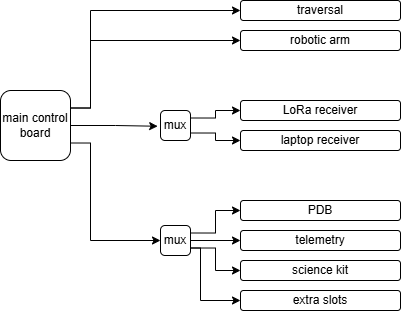 traversal
robotic arm
main control
board
mux
LoRa receiver
laptop receiver
mux
PDB
telemetry
science kit
extra slots